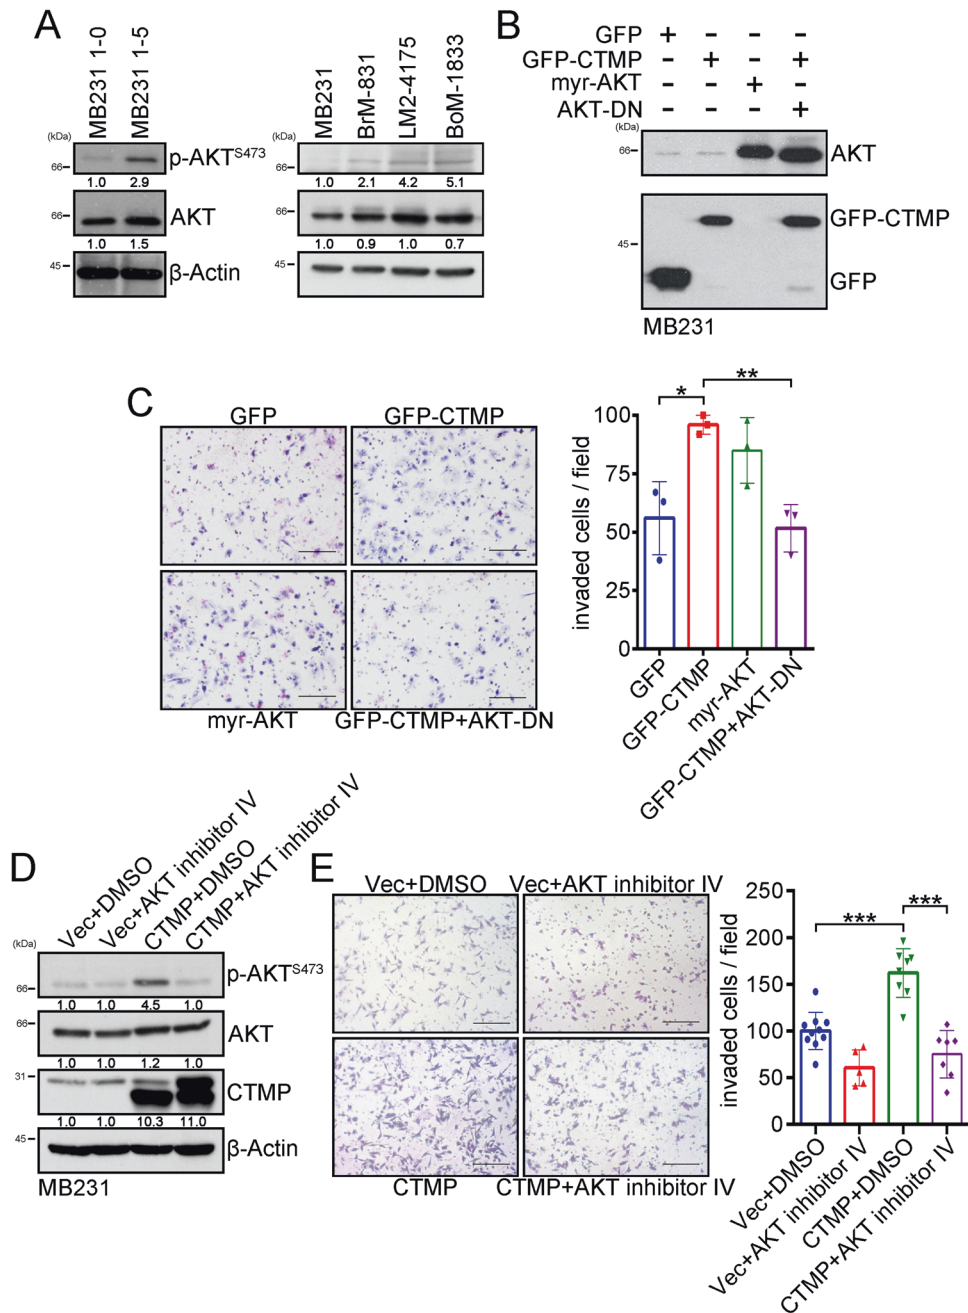 A
MB231 1-0
MB231 1-5
MB231
BrM-831
LM2-4175
BoM-1833
(kDa)
66
p-AKTS473
(kDa)
66
1.0 2.9
1.0 2.1 4.2 5.1
66
AKT
66
1.0 1.5
1.0 0.9 1.0 0.7
45
β-Actin
45
B
GFP + - - -
GFP-CTMP - + - +
myr-AKT - - + -
AKT-DN - - - +
(kDa)
66
AKT
GFP-CTMP
45
GFP
MB231
C
GFP
GFP-CTMP
myr-AKT
GFP-CTMP+AKT-DN
invaded cells / field
100
75
50
25
0
*
**
GFP
GFP-CTMP
myr-AKT
GFP-CTMP+AKT-DN
D
Vec+DMSO
Vec+AKT inhibitor IV
CTMP+DMSO
CTMP+AKT inhibitor IV
(kDa)
66
p-AKTS473
1.0 1.0 4.5 1.0
66
AKT
1.0 1.0 1.2 1.0
31
CTMP
1.0 1.0 10.3 11.0
45
β-Actin
MB231
E
Vec+DMSO
Vec+AKT inhibitor IV
CTMP
CTMP+AKT inhibitor IV
invaded cells / field
250
200
150
100
50
0
***
***
Vec+DMSO
Vec+AKT inhibitor IV
CTMP+DMSO
CTMP+AKT inhibitor IV